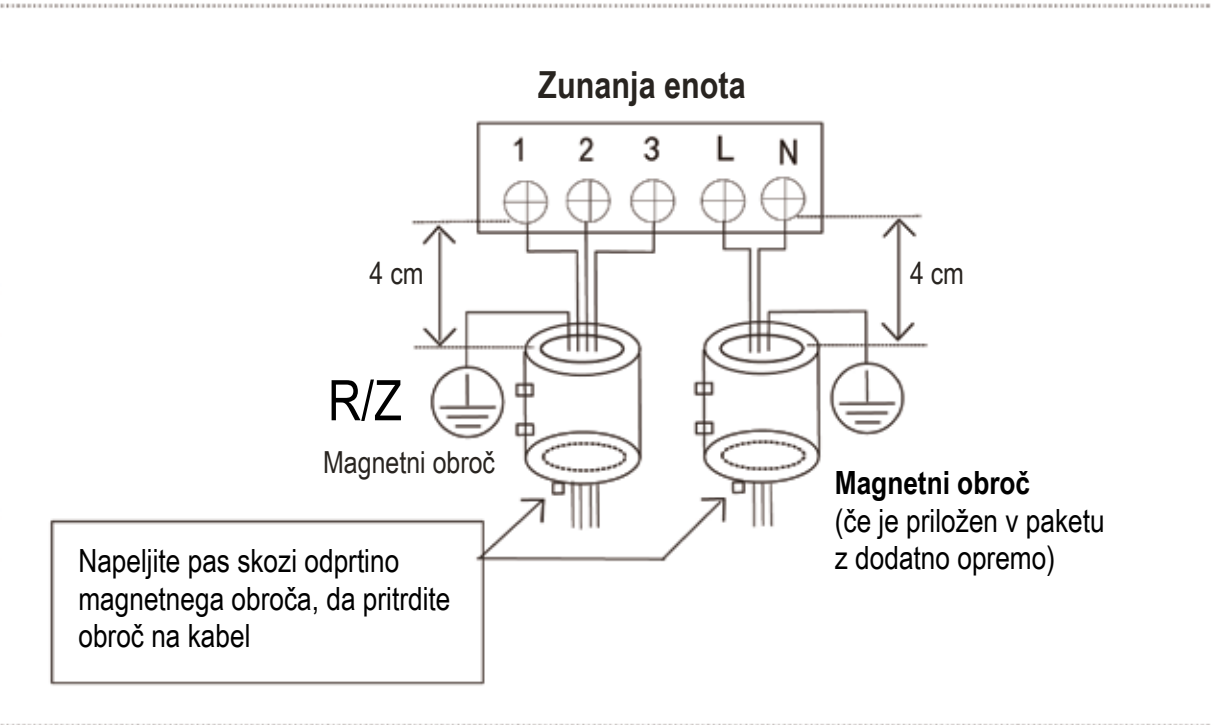 Zunanja enota
1 2 3 L N
4 cm
4 cm
R/Z
Magnetni obroč
Magnetni obroč
(če je priložen v paketu
z dodatno opremo)
Napeljite pas skozi odprtino
magnetnega obroča, da pritrdite
obroč na kabel